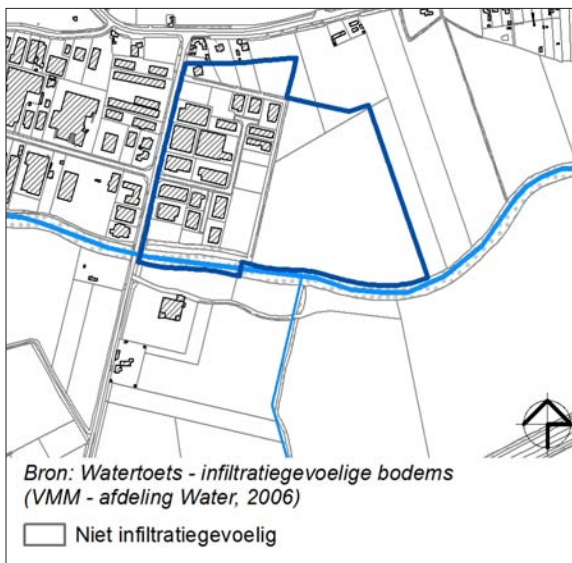 Bron: Watertoets - infiltratiegevoelige bodems
(VMM - afdeling Water, 2006)
Niet infiltratiegevoelig